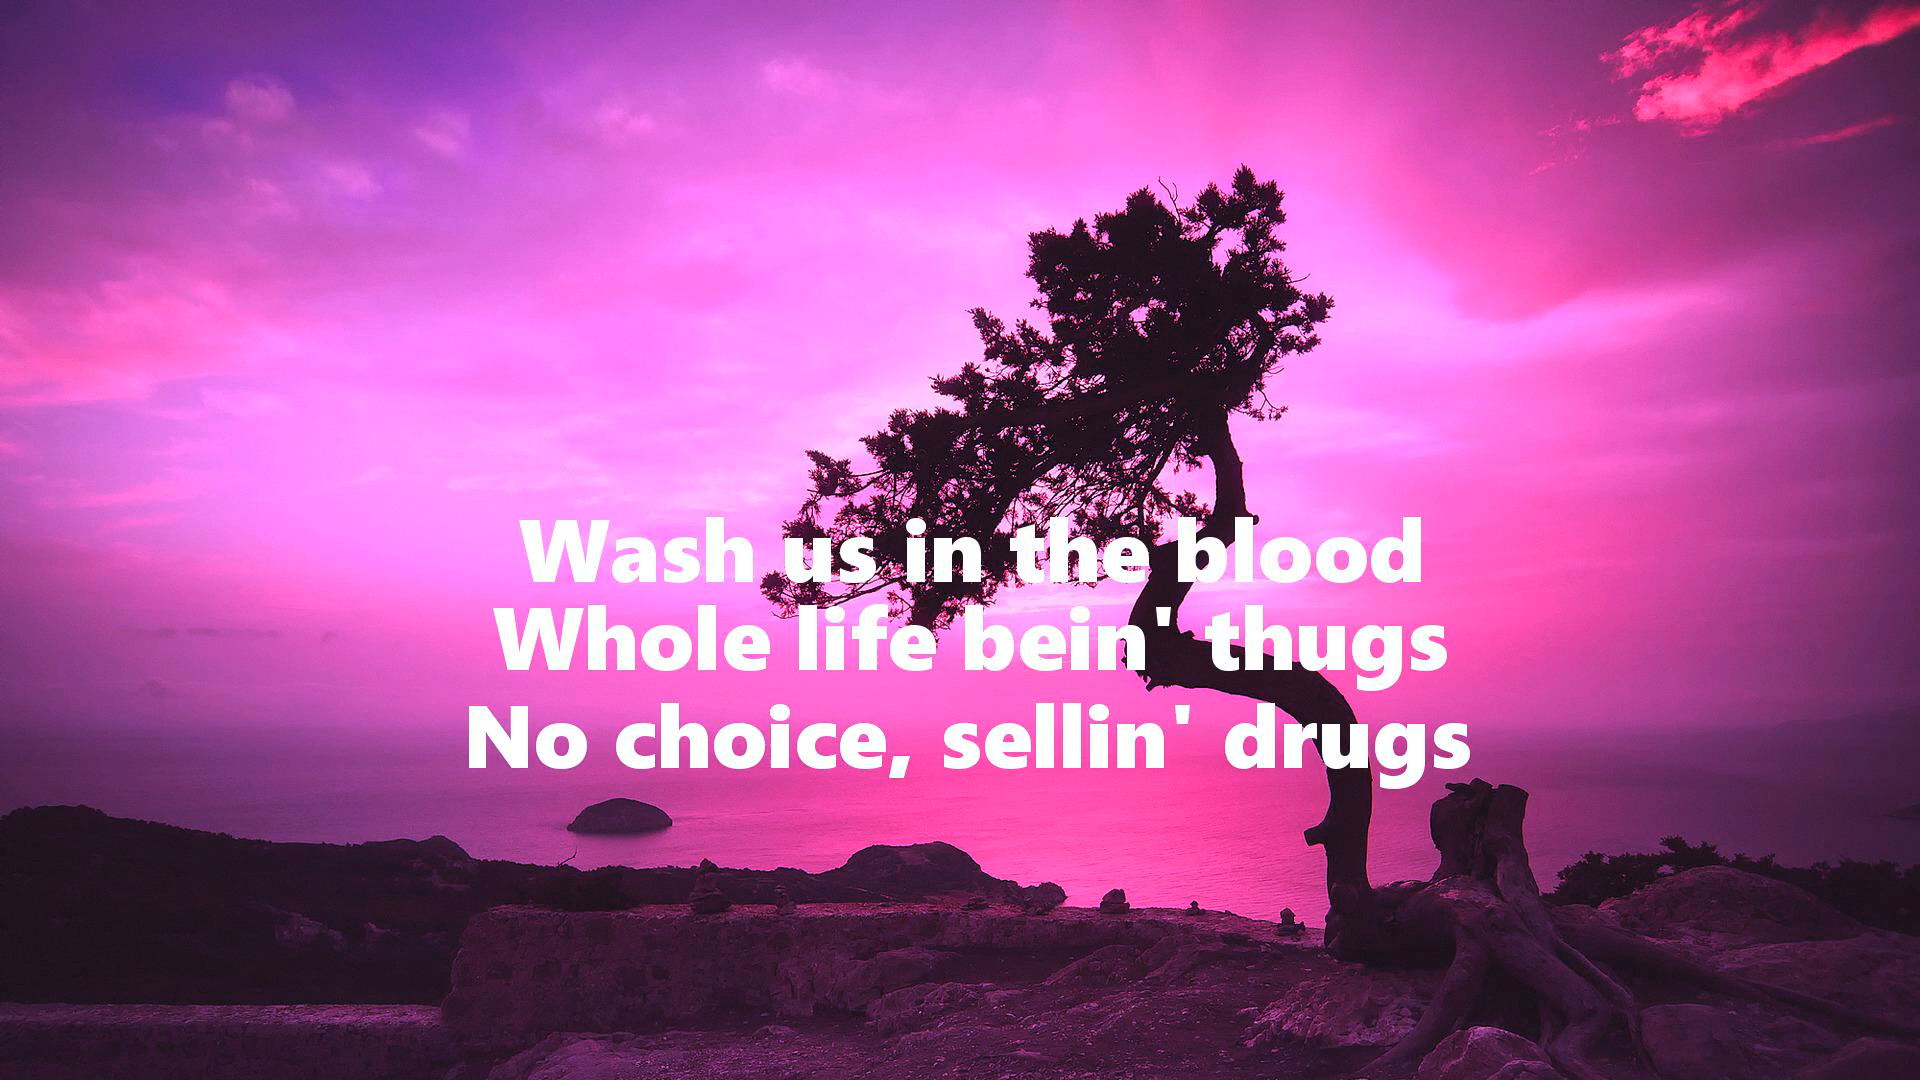 Wash us in the blood
Whole life bein' thugs
No choice, sellin' drugs